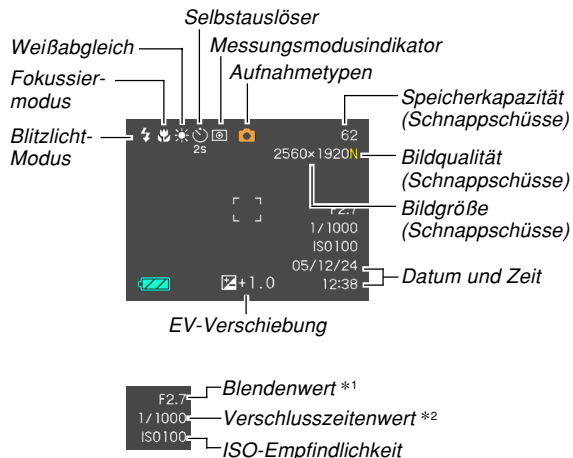 Selbstauslöser
Weißabgleich
Messungsmodusindikator
Fokussier-
modus
Aufnahmetypen
Blitzlicht-
Modus
Speicherkapazität
(Schnappschüsse)
62
2s
2560×1920N
Bildqualität
(Schnappschüsse)
Bildgröße
(Schnappschüsse)
F2.7
1/1000
ISO100
05/12/24
12:38
Datum und Zeit
+1.0
EV-Verschiebung
F2.7
Blendenwert *1
1/1000
Verschlusszeitenwert *2
ISO100
ISO-Empfindlichkeit